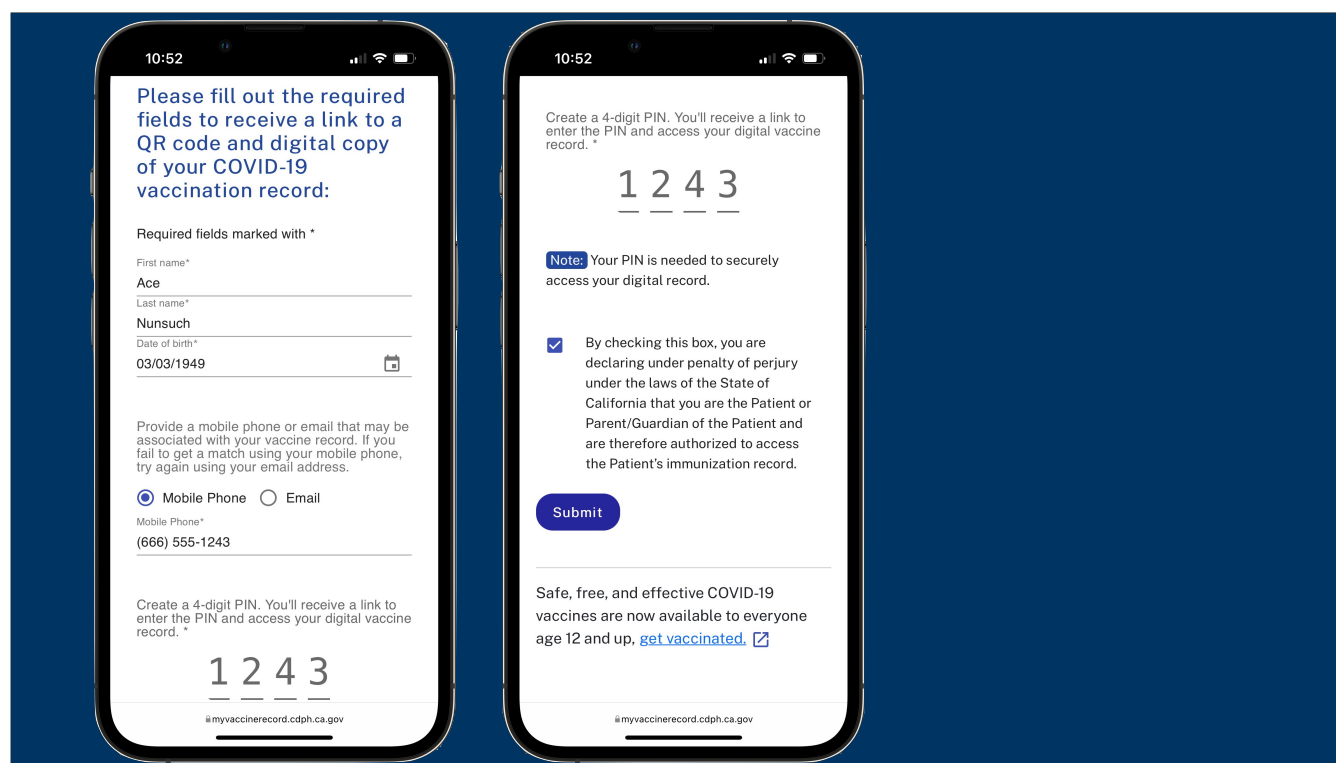 10:52
Please fill out the required
fields to receive a link to a
QR code and digital copy
of your COVID-19
vaccination record:
Required fields marked with *
First name*
Ace
Last name*
Nunsuch
Date of birth*
03/03/1949
Provide a mobile phone or email that may be
associated with your vaccine record. If you
fail to get a match using your mobile phone,
try again using your email address.
Mobile Phone Email
Mobile Phone*
(666) 555-1243
Create a 4-digit PIN. You'll receive a link to
enter the PIN and access your digital vaccine
record. *
1 2 4 3
myvaccinerecord.cdph.ca.gov
10:52
Create a 4-digit PIN. You'll receive a link to
enter the PIN and access your digital vaccine
record. *
1 2 4 3
Note: Your PIN is needed to securely
access your digital record.
By checking this box, you are
declaring under penalty of perjury
under the laws of the State of
California that you are the Patient or
Parent/Guardian of the Patient and
are therefore authorized to access
the Patient's immunization record.
Submit
Safe, free, and effective COVID-19
vaccines are now available to everyone
age 12 and up, get vaccinated.
myvaccinerecord.cdph.ca.gov